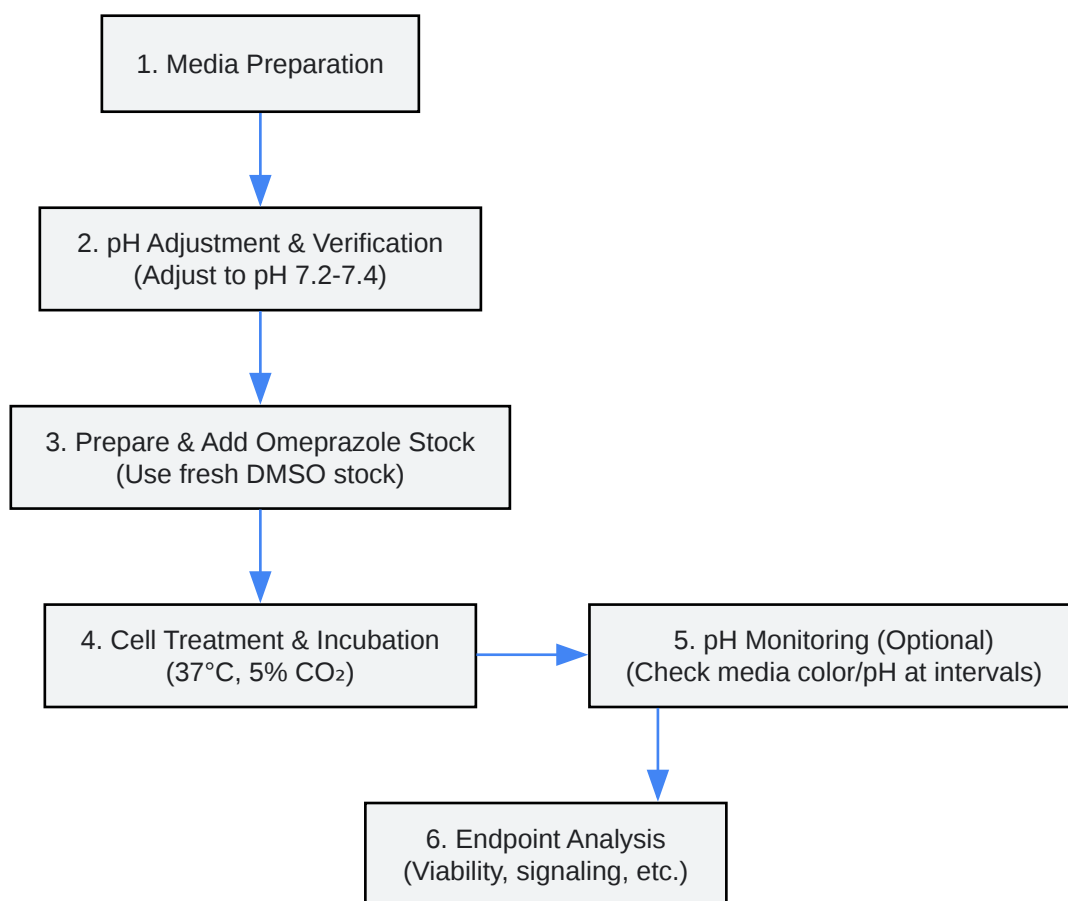 1. Media Preparation
2. pH Adjustment & Verification
(Adjust to pH 7.2-7.4)
3. Prepare & Add Omeprazole Stock
(Use fresh DMSO stock)
4. Cell Treatment & Incubation
(37°C, 5% CO₂)
5. pH Monitoring (Optional)
(Check media color/pH at intervals)
6. Endpoint Analysis
(Viability, signaling, etc.)